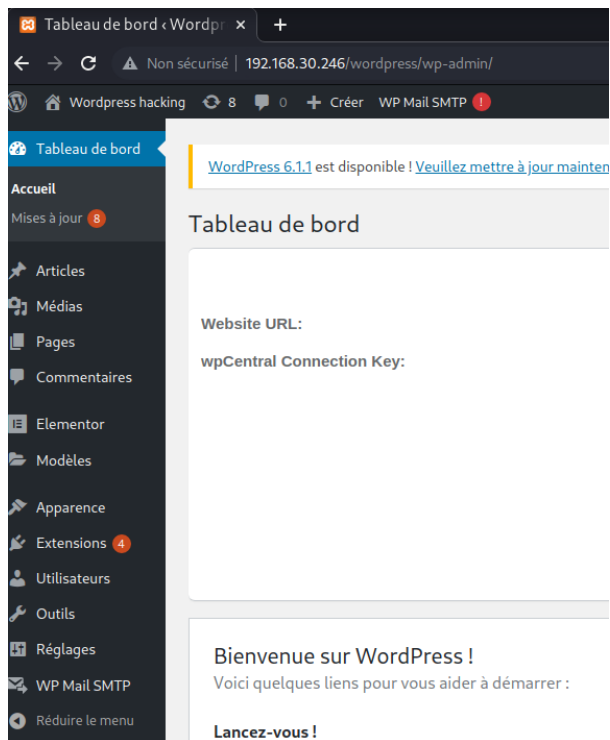 Tableau de bord ‹ Wordpr
Non sécurisé | 192.168.30.246/wordpress/wp-admin/
Wordpress hacking 8 0 + Créer WP Mail SMTP !
Tableau de bord
Accueil
Mises à jour 8
Articles
Médias
Pages
Commentaires
Elementor
Modèles
Apparence
Extensions 4
Utilisateurs
Outils
Réglages
WP Mail SMTP
Réduire le menu
WordPress 6.1.1 est disponible ! Veuillez mettre à jour mainten
Tableau de bord
Website URL:
wpCentral Connection Key:
Bienvenue sur WordPress !
Voici quelques liens pour vous aider à démarrer :
Lancez-vous !